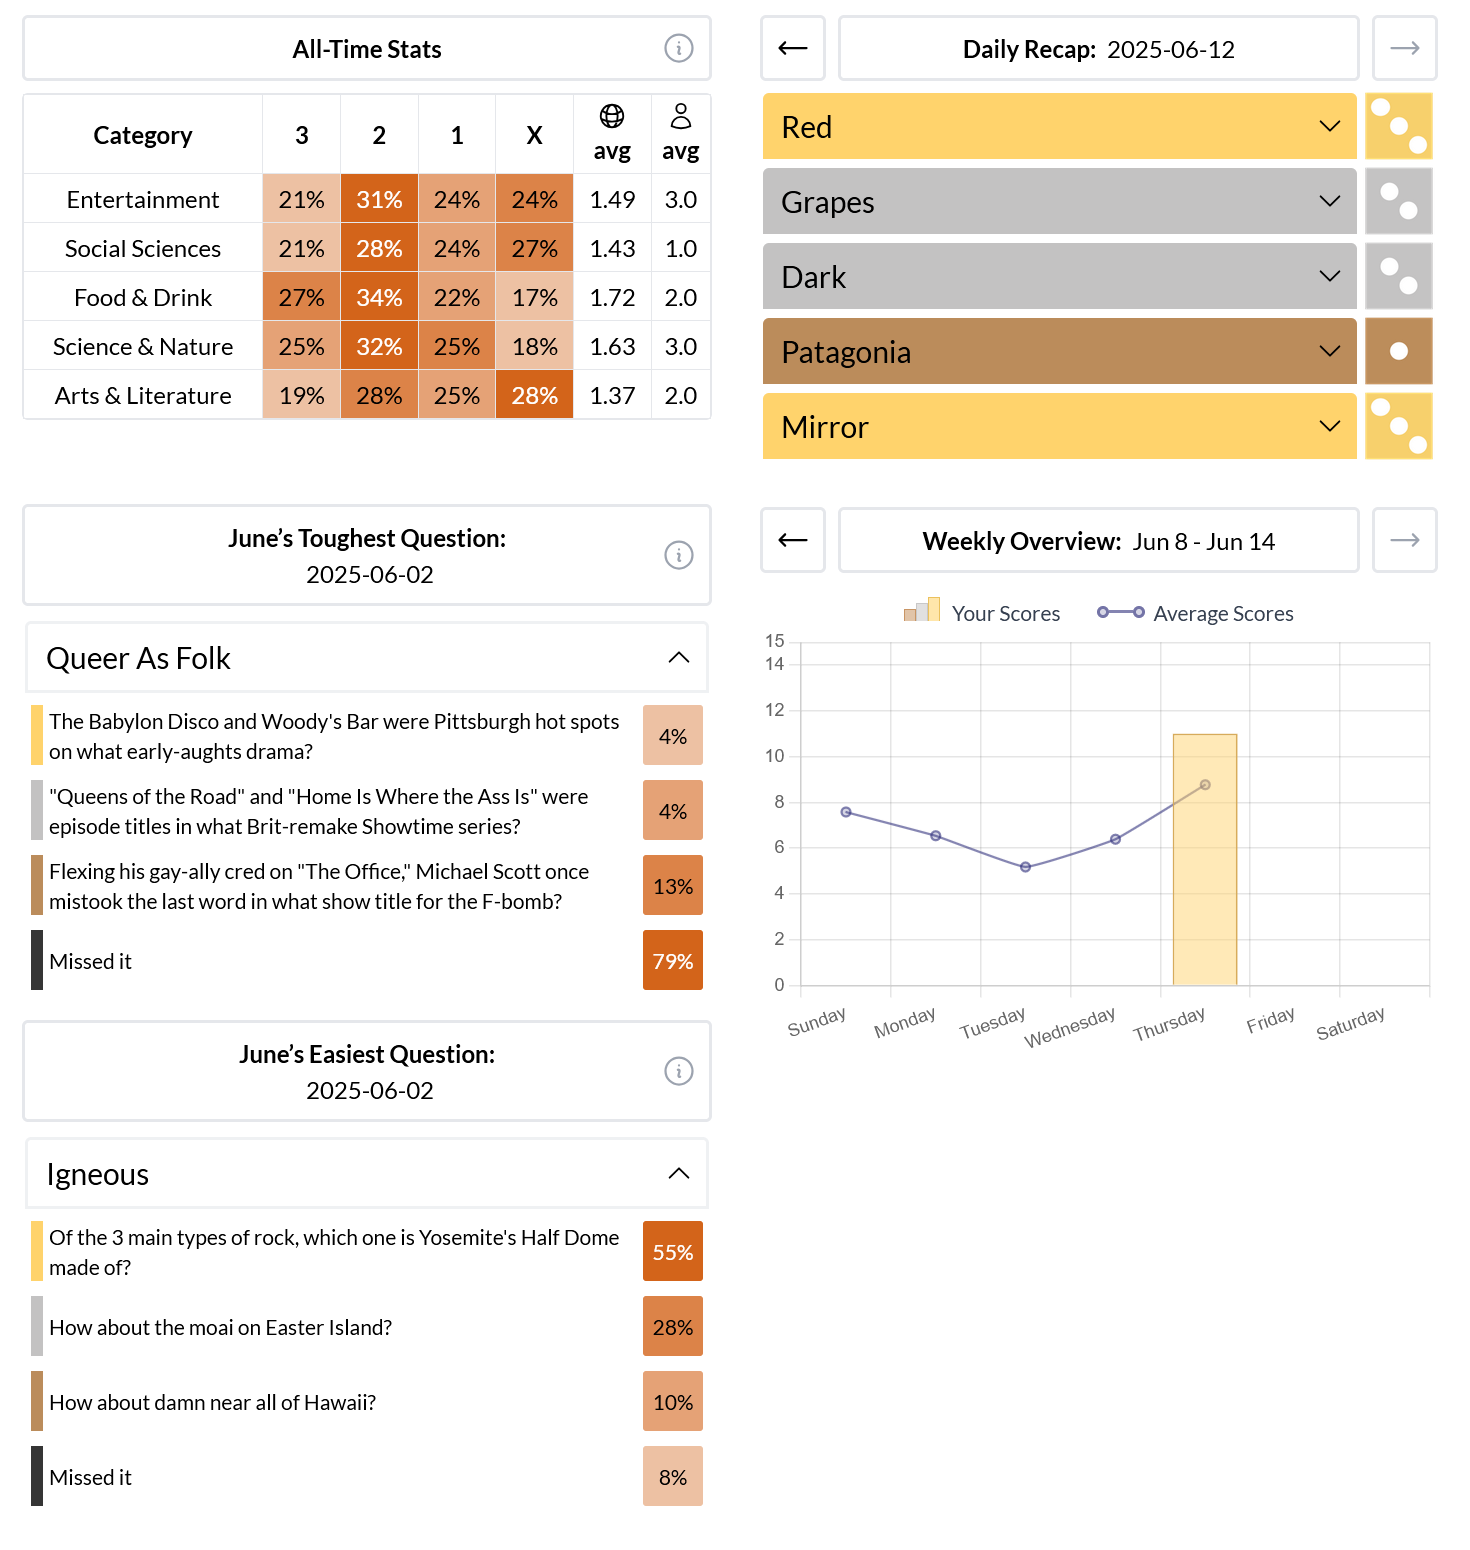 All-Time Stats
Category 3 2 1 X avg avg
Entertainment 21% 31% 24% 24% 1.49 3.0
Social Sciences 21% 28% 24% 27% 1.43 1.0
Food & Drink 27% 34% 22% 17% 1.72 2.0
Science & Nature 25% 32% 25% 18% 1.63 3.0
Arts & Literature 19% 28% 25% 28% 1.37 2.0
Daily Recap: 2025-06-12
Red
Grapes
Dark
Patagonia
Mirror
June’s Toughest Question:
2025-06-02
Queer As Folk
The Babylon Disco and Woody's Bar were Pittsburgh hot spots
on what early-aughts drama?
4%
"Queens of the Road" and "Home Is Where the Ass Is" were
episode titles in what Brit-remake Showtime series?
4%
Flexing his gay-ally cred on "The Office," Michael Scott once
mistook the last word in what show title for the F-bomb?
13%
Missed it 79%
June’s Easiest Question:
2025-06-02
Igneous
Of the 3 main types of rock, which one is Yosemite's Half Dome
made of?
55%
How about the moai on Easter Island? 28%
How about damn near all of Hawaii? 10%
Missed it 8%
Weekly Overview: Jun 8 - Jun 14
Your Scores Average Scores
15
14
12
10
8
6
4
2
0
Sunday Monday Tuesday Wednesday Thursday Friday Saturday